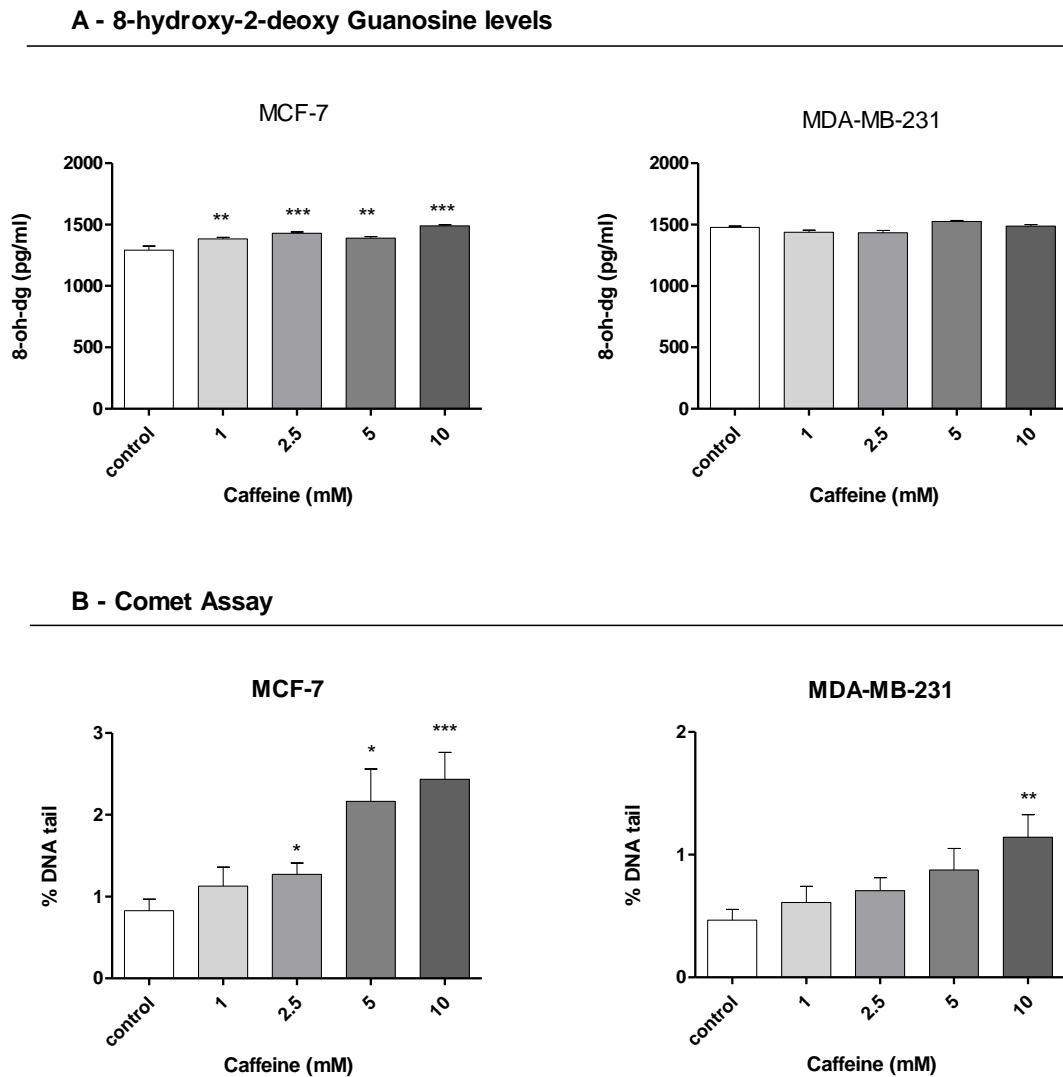 A - 8-hydroxy-2-deoxy Guanosine levels
MCF-7
2000
1500
1000
500
0
8-oh-dg (pg/ml)
** *** ** ***
control 1 2.5 5 10
Caffeine (mM)
MDA-MB-231
2000
1500
1000
500
0
8-oh-dg (pg/ml)
control 1 2.5 5 10
Caffeine (mM)
B - Comet Assay
MCF-7
3
2
1
0
% DNA tail
* * ***
control 1 2.5 5 10
Caffeine (mM)
MDA-MB-231
2
1
0
% DNA tail
**
control 1 2.5 5 10
Caffeine (mM)